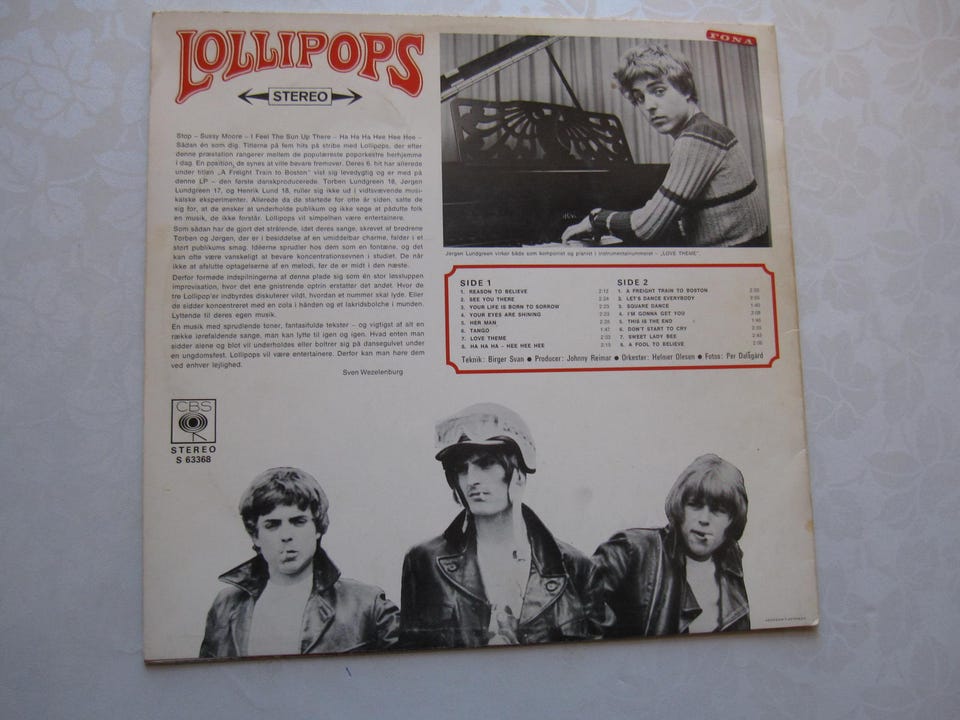 LOLLIPOPS
STEREO
FONA
Stop – Sussy Moore – I Feel The Sun Up There – Ha Ha Ha Hee Hee Hee –
Sådan én som dig. Titlerne på fem hits på stribe med Lollipops, der efter
denne præstation rangerer mellem de populæreste poporkestre herhjemme
i dag. En position, de synes at ville bevare fremover. Deres 6. hit har allerede
under titlen „A Freight Train to Boston" vist sig levedygtig og er med på
denne LP – den første danskproducerede. Torben Lundgreen 18, Jørgen
Lundgreen 17, og Henrik Lund 18, ruller sig ikke ud i vidtsvævende musi-
kalske eksperimenter. Allerede da de startede for otte år siden, satte de
sig for, at de ønsker at underholde publikum og ikke søge at pådutte folk
en musik, de ikke forstår. Lollipops vil simpelhen være entertainere.
Som sådan har de gjort det strålende, idet deres sange, skrevet af brødrene
Torben og Jørgen, der er i besiddelse af en umiddelbar charme, falder i et
stort publikums smag. Idéerne sprudler hos dem som en fontæne, og det
kan ofte være vanskeligt at bevare koncentrationsevnen i studiet. De når
ikke at afslutte optagelserne af en melodi, før de er midt i den næste.
Derfor formede indspilningerne af denne plade sig som én stor løssluppen
improvisation, hvor det ene gnistrende optrin erstatter det andet. Hvor de
tre Lollipop'er indbyrdes diskuterer vildt, hvordan et nummer skal lyde. Eller
de sidder koncentreret med en cola i hånden og et lakridsbolche i munden.
Lyttende til deres egen musik.
En musik med sprudlende toner, fantasifulde tekster – og vigtigst af alt en
række iørefaldende sange, man kan lytte til igen og igen. Hvad enten man
sidder alene og blot vil underholdes eller boltrer sig på dansegulvet under
en ungdomsfest. Lollipops vil være entertainere. Derfor kan man høre dem
ved enhver lejlighed.
Sven Wezelenburg
Jørgen Lundgreen virker både som komponist og pianist i instrumentalnummeret – „LOVE THEME".
SIDE 1
1. REASON TO BELIEVE 2:12
2. SEE YOU THERE 2:24
3. YOUR LIFE IS BORN TO SORROW 2:23
4. YOUR EYES ARE SHINING 2:23
5. HER MAN
6. TANGO 1:47
7. LOVE THEME
8. HA HA HA – HEE HEE HEE 2:13
SIDE 2
1. A FREIGHT TRAIN TO BOSTON
2. LET'S DANCE EVERYBODY
3. SQUARE DANCE
4. I'M GONNA GET YOU
5. THIS IS THE END
6. DON'T START TO CRY
7. SWEET LADY BEE
8. A FOOL TO BELIEVE
Teknik: Birger Svan ● Producer: Johnny Reimar ● Orkester: Helmer Olesen ● Fotos: Per Dalågård
CBS
STEREO
S 63368